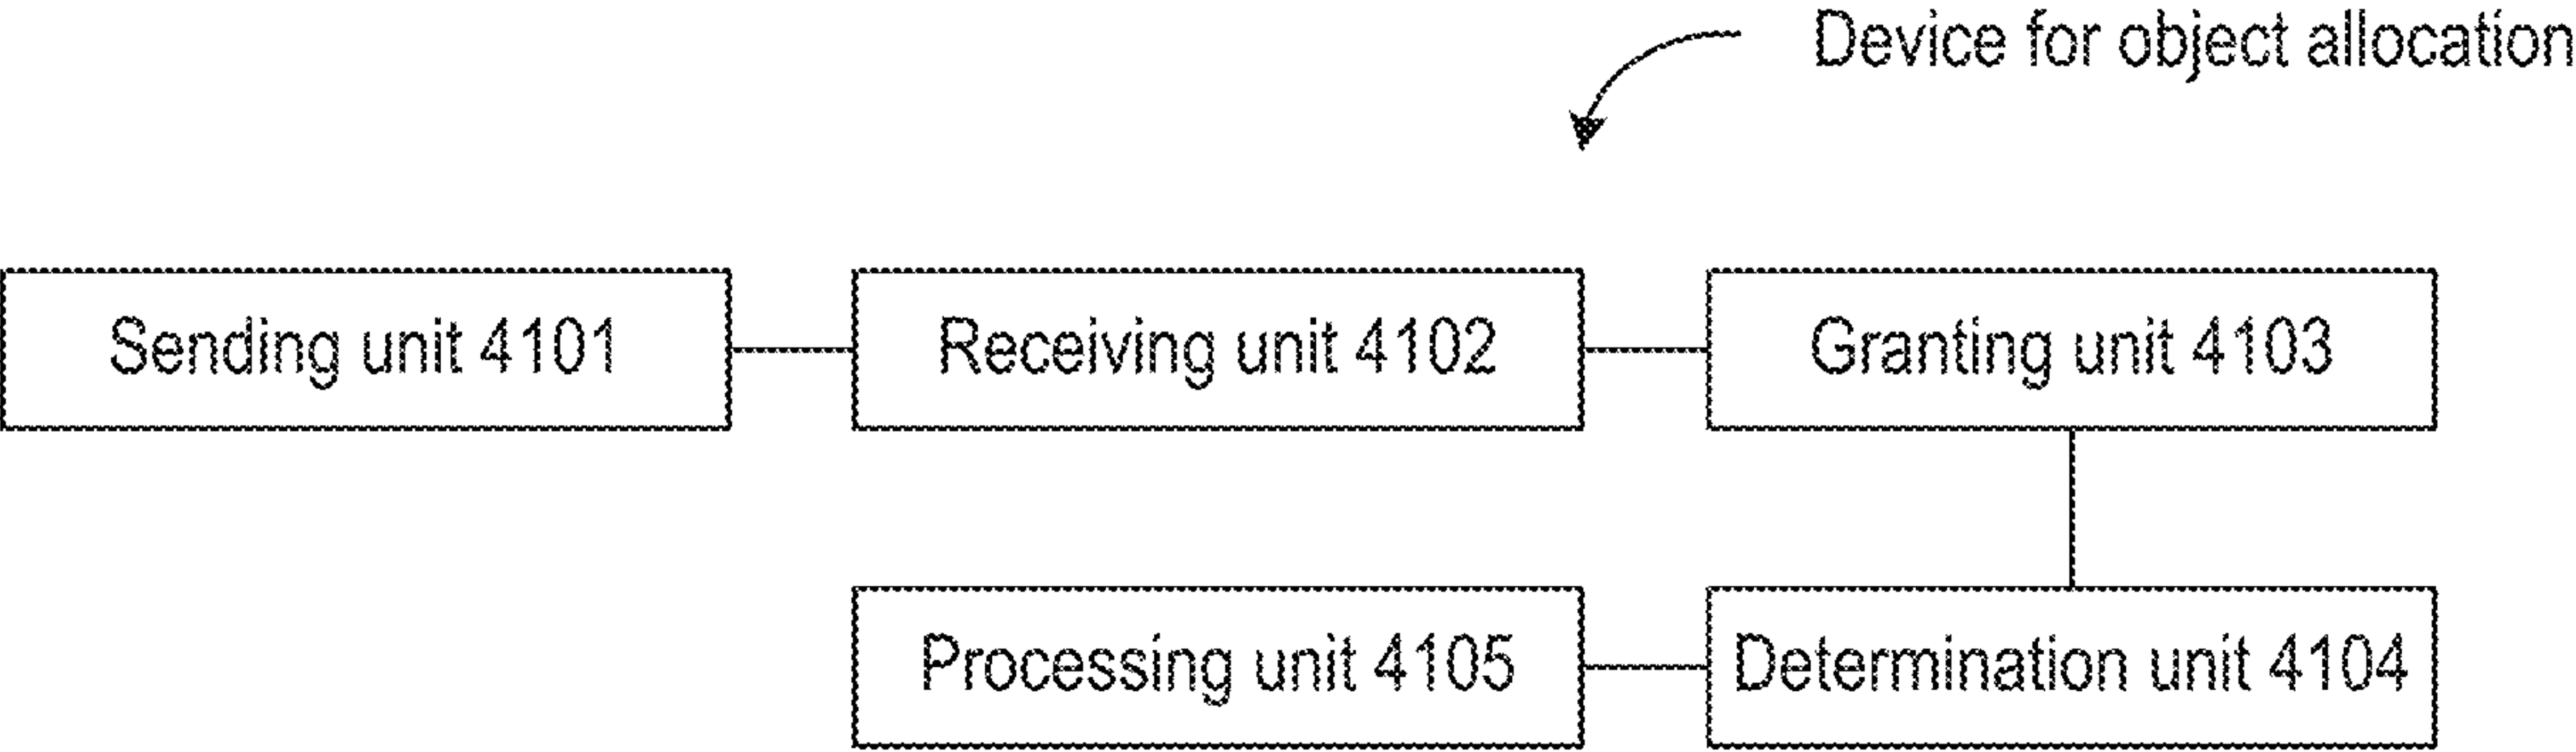 Device for object allocation
Sending unit 4101
Receiving unit 4102
Granting unit 4103
Processing unit 4105
Determination unit 4104